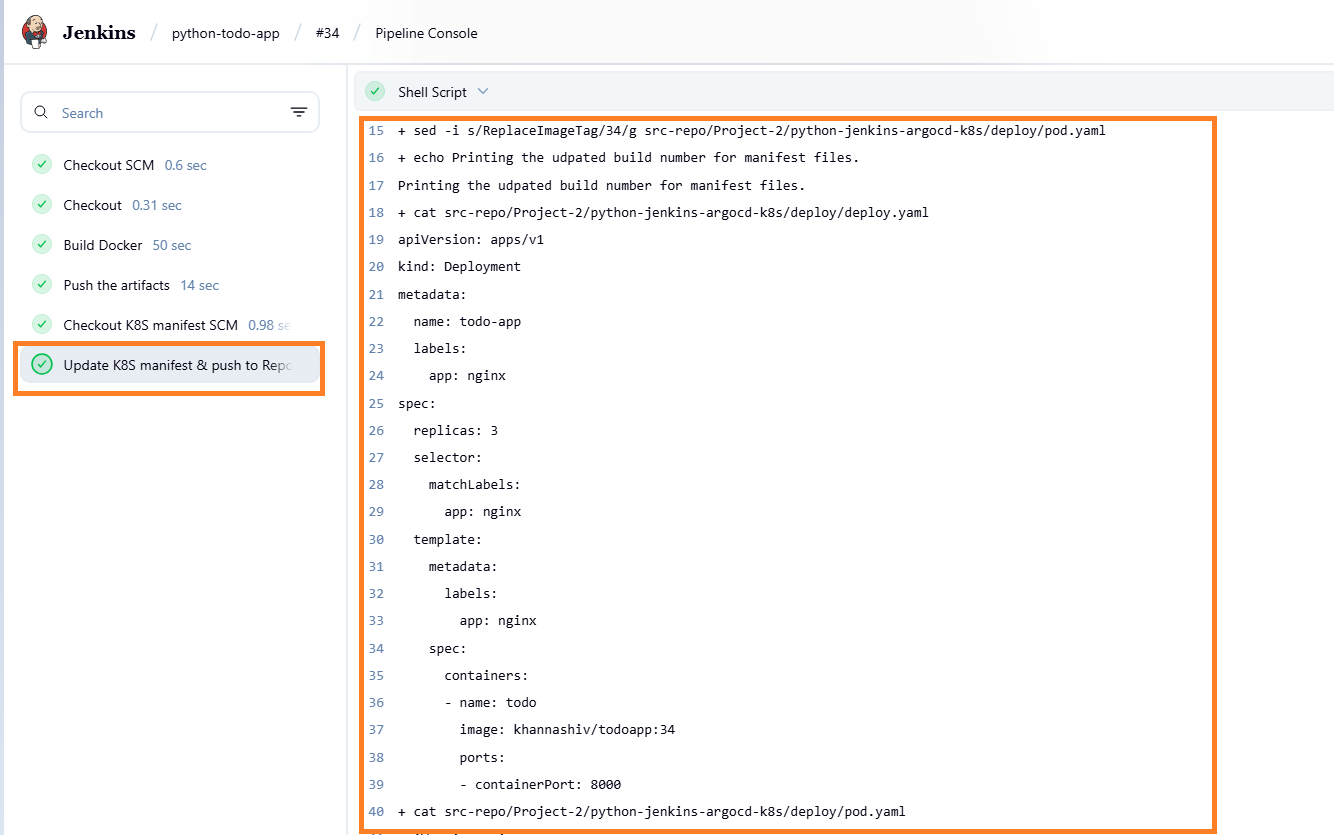 Jenkins / python-todo-app / #34 / Pipeline Console
Search
Checkout SCM 0.6 sec
Checkout 0.31 sec
Build Docker 50 sec
Push the artifacts 14 sec
Checkout K8S manifest SCM 0.98 se
Update K8S manifest & push to Repo
Shell Script
15 + sed -i s/ReplaceImageTag/34/g src-repo/Project-2/python-jenkins-argocd-k8s/deploy/pod.yaml
16 + echo Printing the udpated build number for manifest files.
17 Printing the udpated build number for manifest files.
18 + cat src-repo/Project-2/python-jenkins-argocd-k8s/deploy/deploy.yaml
19 apiVersion: apps/v1
20 kind: Deployment
21 metadata:
22   name: todo-app
23   labels:
24     app: nginx
25 spec:
26   replicas: 3
27   selector:
28     matchLabels:
29       app: nginx
30   template:
31     metadata:
32       labels:
33         app: nginx
34     spec:
35       containers:
36       - name: todo
37         image: khannashiv/todoapp:34
38         ports:
39         - containerPort: 8000
40 + cat src-repo/Project-2/python-jenkins-argocd-k8s/deploy/pod.yaml